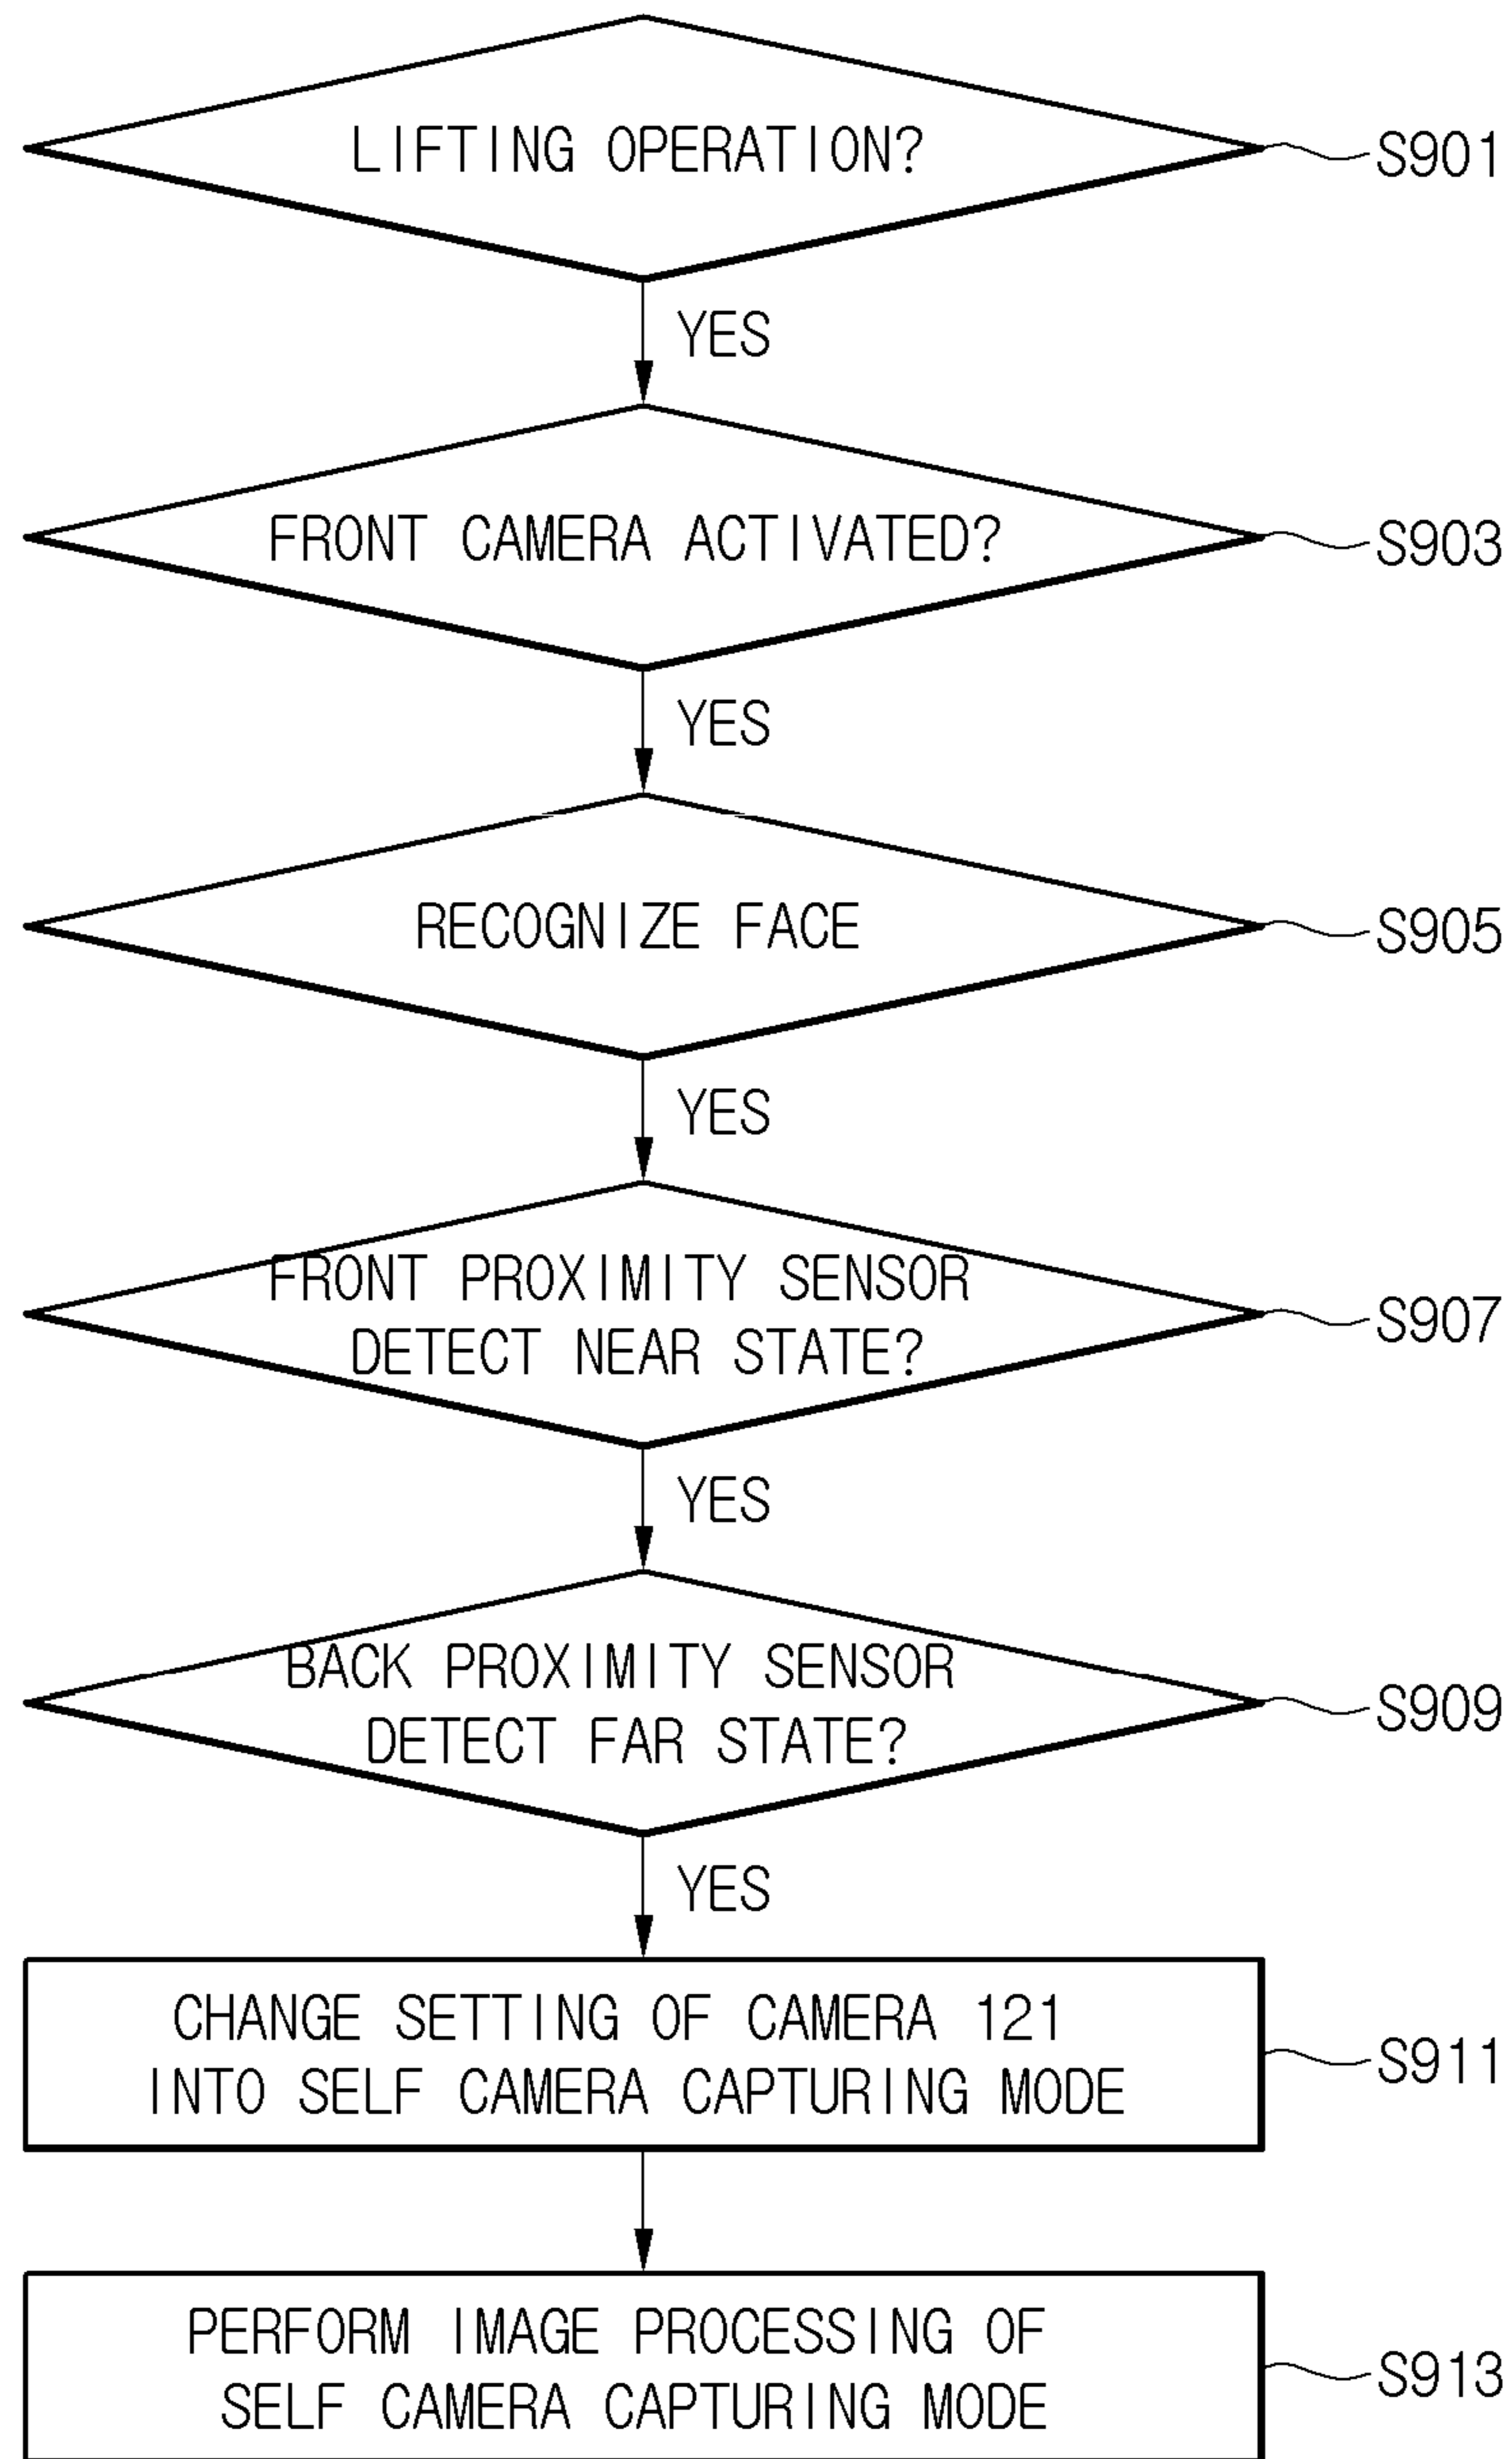 LIFTING OPERATION?
S901
YES
FRONT CAMERA ACTIVATED?
S903
YES
RECOGNIZE FACE
S905
YES
FRONT PROXIMITY SENSOR
DETECT NEAR STATE?
S907
YES
BACK PROXIMITY SENSOR
DETECT FAR STATE?
S909
YES
CHANGE SETTING OF CAMERA 121
INTO SELF CAMERA CAPTURING MODE
S911
PERFORM IMAGE PROCESSING OF
SELF CAMERA CAPTURING MODE
S913